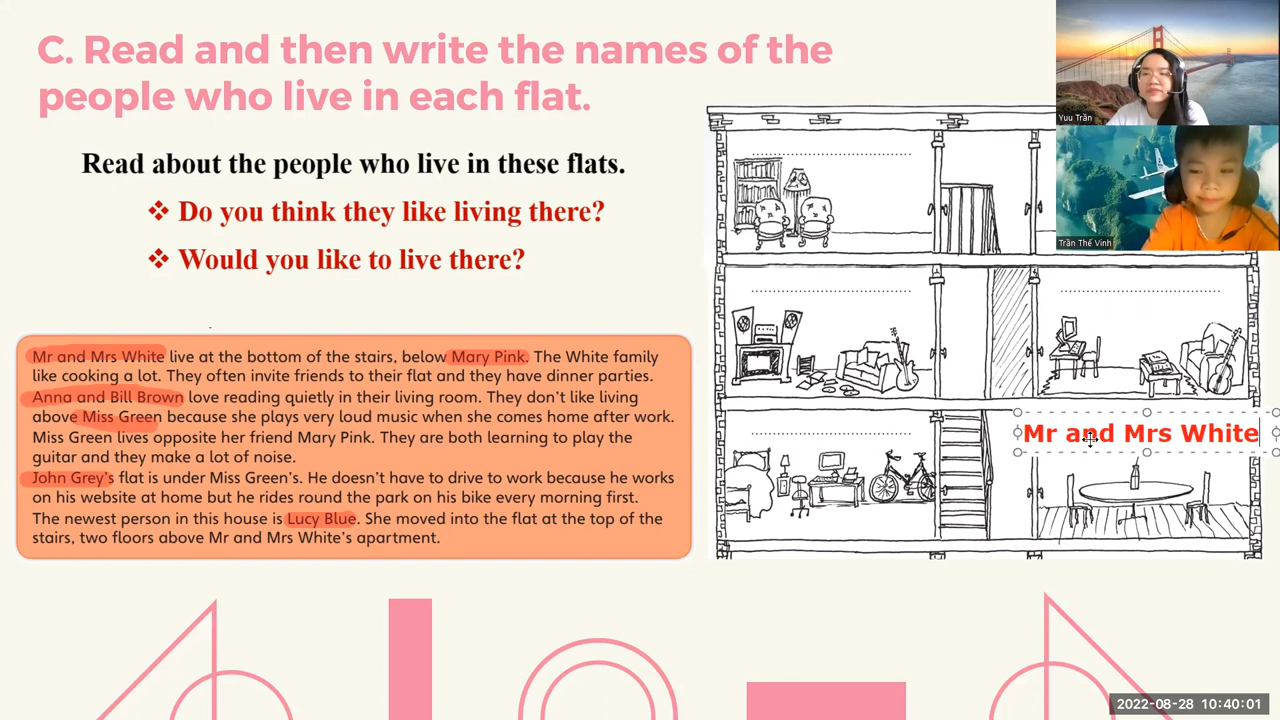 C. Read and then write the names of the
people who live in each flat.
Read about the people who live in these flats.
❖ Do you think they like living there?
❖ Would you like to live there?
Mr and Mrs White live at the bottom of the stairs, below Mary Pink. The White family
like cooking a lot. They often invite friends to their flat and they have dinner parties.
Anna and Bill Brown love reading quietly in their living room. They don't like living
above Miss Green because she plays very loud music when she comes home after work.
Miss Green lives opposite her friend Mary Pink. They are both learning to play the
guitar and they make a lot of noise.
John Grey's flat is under Miss Green's. He doesn't have to drive to work because he works
on his website at home but he rides round the park on his bike every morning first.
The newest person in this house is Lucy Blue. She moved into the flat at the top of the
stairs, two floors above Mr and Mrs White's apartment.
Mr and Mrs White
Yuu Trần
Trần Thế Vinh
2022-08-28 10:40:01